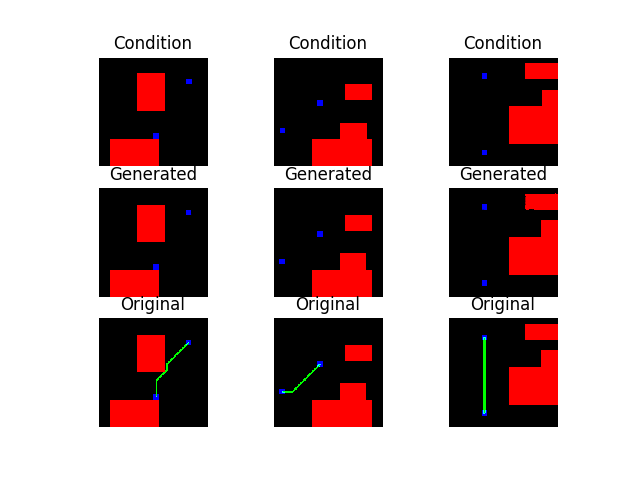 Condition Condition Condition
Generated Generated Generated
Original Original Original